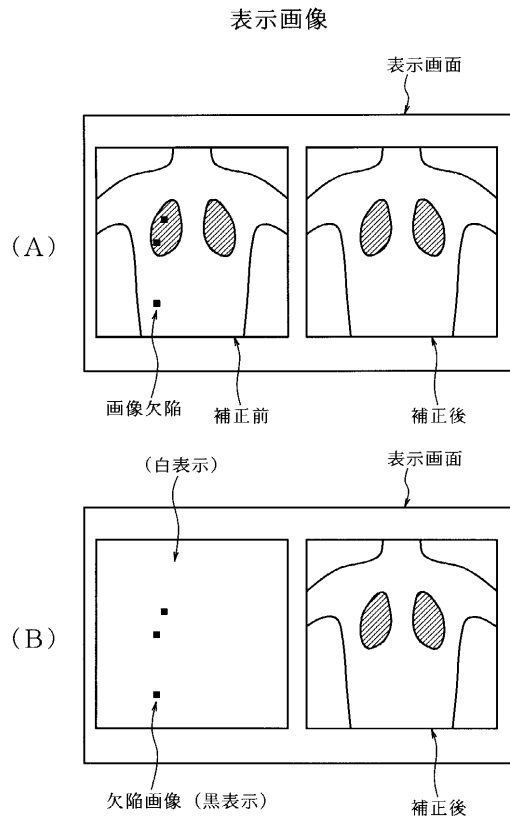 表示画像
表示画面
(A)
画像欠陥
補正前
補正後
(白表示)
表示画面
(B)
欠陥画像(黒表示)
補正後